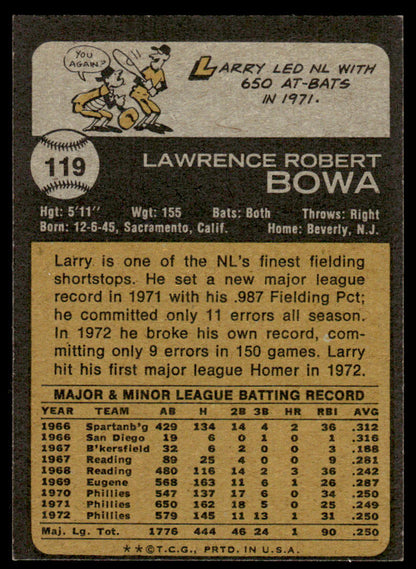 YOU AGAIN?
LARRY LED NL WITH
650 AT-BATS
IN 1971.
119
LAWRENCE ROBERT
BOWA
Hgt: 5'11" Wgt: 155 Bats: Both Throws: Right
Born: 12-6-45, Sacramento, Calif. Home: Beverly, N.J.
Larry is one of the NL's finest fielding
shortstops. He set a new major league
record in 1971 with his .987 Fielding Pct;
he committed only 11 errors all season.
In 1972 he broke his own record, com-
mitting only 9 errors in 150 games. Larry
hit his first major league Homer in 1972.
MAJOR & MINOR LEAGUE BATTING RECORD
YEAR TEAM AB H 2B 3B HR RBI AVG
1966 Spartanb'g 429 134 14 4 2 36 .312
1966 San Diego 19 6 0 1 0 1 .316
1967 B'kersfield 32 6 2 0 0 3 .188
1967 Reading 89 25 4 0 0 9 .281
1968 Reading 480 116 14 2 3 36 .242
1969 Eugene 568 163 11 6 1 26 .287
1970 Phillies 547 137 17 6 0 34 .250
1971 Phillies 650 162 18 5 0 25 .249
1972 Phillies 579 145 11 13 1 31 .250
Maj. Lg. Tot. 1776 444 46 24 1 90 .250
**©T.C.G., PRTD. IN U.S.A.